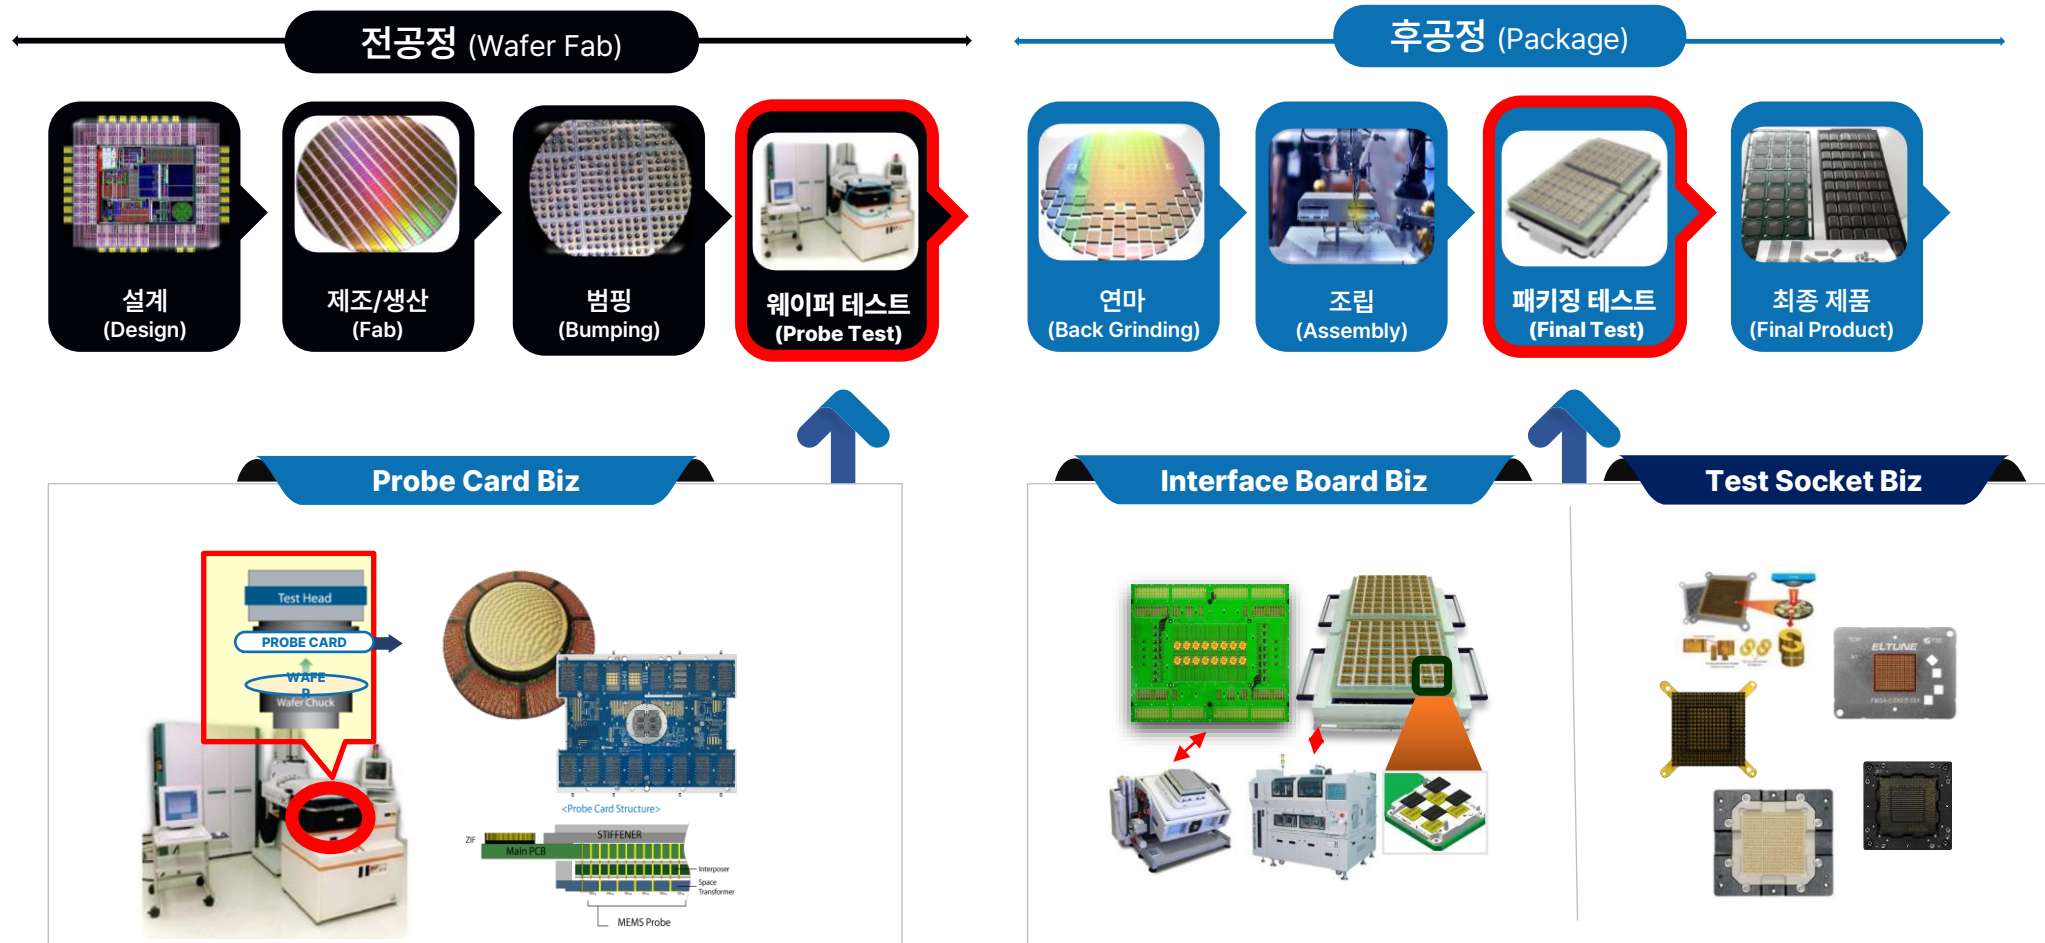 전공정 (Wafer Fab)
후공정 (Package)
설계
(Design)
제조/생산
(Fab)
범핑
(Bumping)
웨이퍼 테스트
(Probe Test)
연마
(Back Grinding)
조립
(Assembly)
패키징 테스트
(Final Test)
최종 제품
(Final Product)
Probe Card Biz
Interface Board Biz
Test Socket Biz
Test Head
PROBE CARD
WAFE
R
Wafer Chuck
<Probe Card Structure>
ZIF
STIFFENER
Main PCB
Interposer
Space
Transformer
MEMS Probe
TOP
ELTUNE